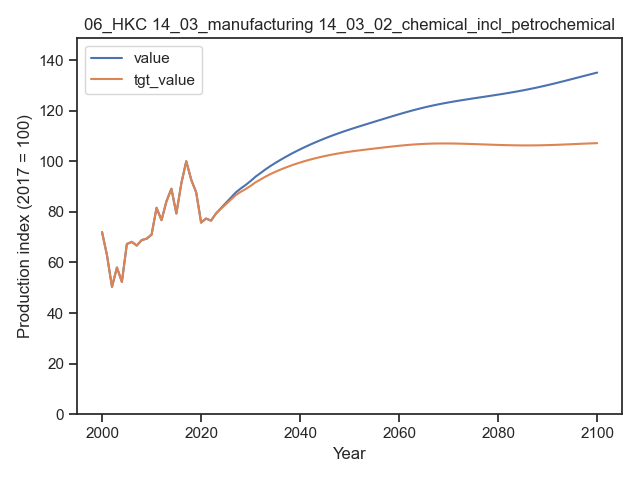 06_HKC 14_03_manufacturing 14_03_02_chemical_incl_petrochemical
value
tgt_value
Production index (2017 = 100)
140
120
100
80
60
40
20
0
2000
2020
2040
2060
2080
2100
Year